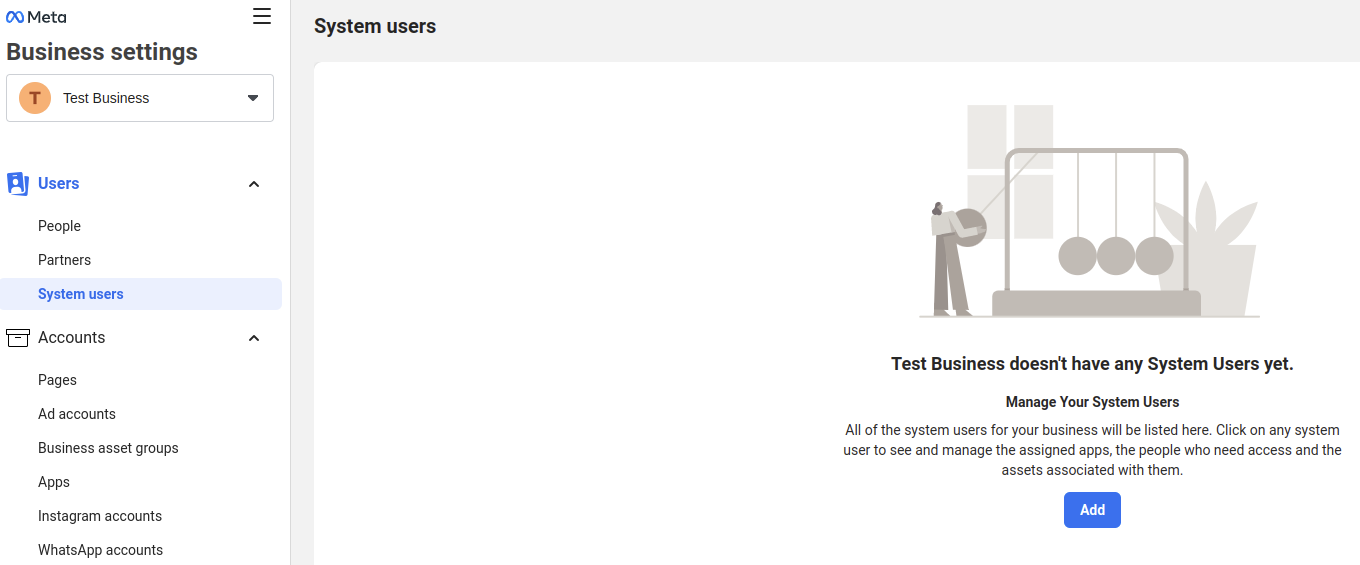 Meta
Business settings
T
Test Business
Users
People
Partners
System users
Accounts
Pages
Ad accounts
Business asset groups
Apps
Instagram accounts
WhatsApp accounts
System users
Test Business doesn't have any System Users yet.
Manage Your System Users
All of the system users for your business will be listed here. Click on any system
user to see and manage the assigned apps, the people who need access and the
assets associated with them.
Add